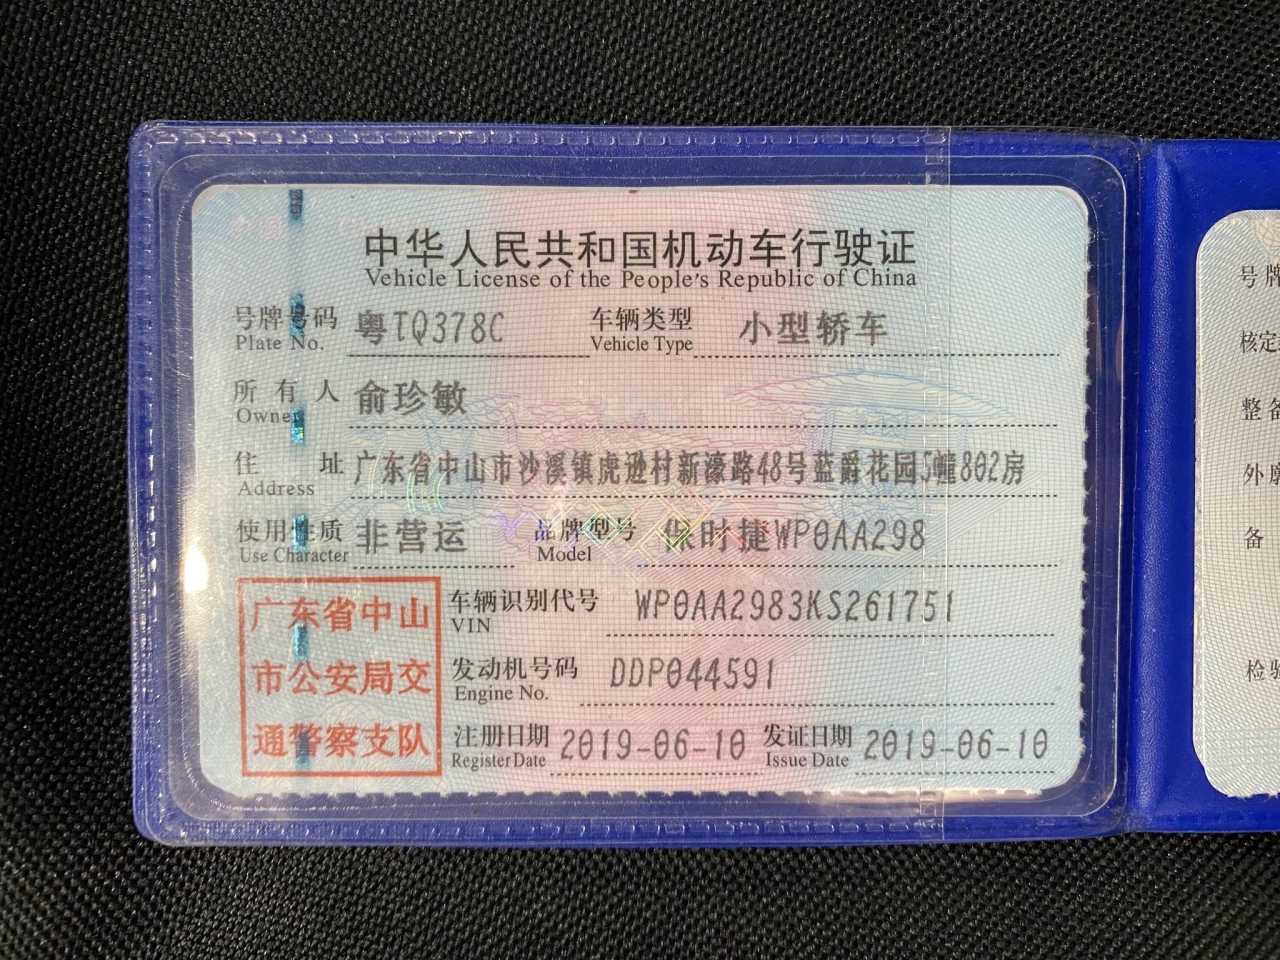 中华人民共和国机动车行驶证
Vehicle License of the People's Republic of China
号牌号码 粤TQ378C 车辆类型 小型轿车
Plate No. Vehicle Type
所有人 俞珍敏
Owner
住址 广东省中山市沙溪镇虎逊村新濠路48号蓝爵花园5幢802房
Address
使用性质 非营运 品牌型号 保时捷WP0AA298
Use Character Model
广东省中山
市公安局交
通警察支队
车辆识别代号 WP0AA2983KS261751
VIN
发动机号码 DDP044591
Engine No.
注册日期 2019-06-10 发证日期 2019-06-10
Register Date Issue Date
号牌
核定
整备
外廓
备
检验